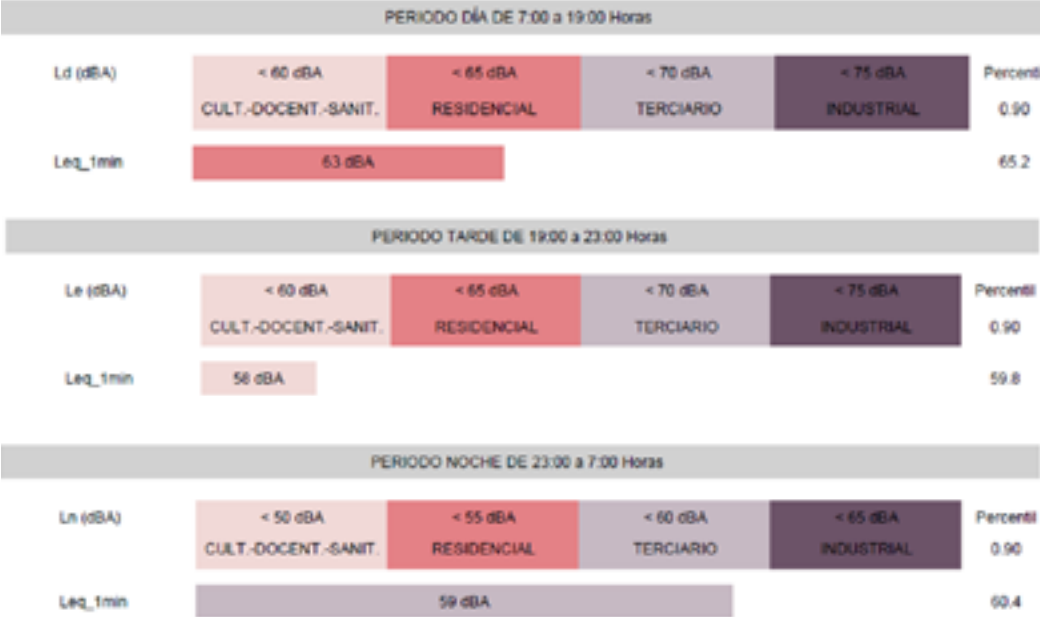 PERIODO DÍA DE 7:00 a 19:00 Horas
Ld (dBA) < 60 dBA < 65 dBA < 70 dBA < 75 dBA Percenti
CULT.-DOCENT.-SANIT. RESIDENCIAL TERCIARIO INDUSTRIAL 0.90
Leq_1min 63 dBA 65.2
PERIODO TARDE DE 19:00 a 23:00 Horas
Le (dBA) < 60 dBA < 65 dBA < 70 dBA < 75 dBA Percentil
CULT.-DOCENT.-SANIT. RESIDENCIAL TERCIARIO INDUSTRIAL 0.90
Leq_1min 58 dBA 59.8
PERIODO NOCHE DE 23:00 a 7:00 Horas
Ln (dBA) < 50 dBA < 55 dBA < 60 dBA < 65 dBA Percentil
CULT.-DOCENT.-SANIT. RESIDENCIAL TERCIARIO INDUSTRIAL 0.90
Leq_1min 59 dBA 60.4